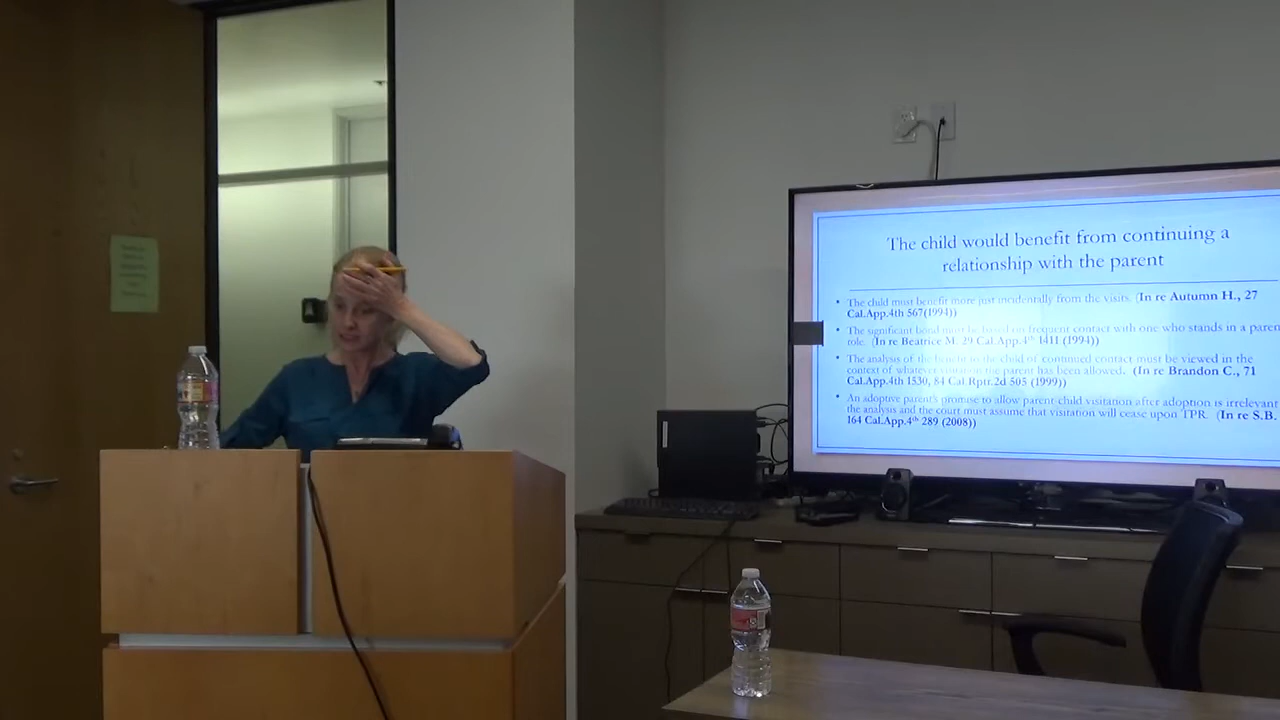 The child would benefit from continuing a
relationship with the parent
• The child must benefit more just incidentally from the visits. (In re Autumn H., 27
Cal.App.4th 567(1994))
• The significant bond must be based on frequent contact with one who stands in a paren
role. (In re Beatrice M. 29 Cal.App.4th 1411 (1994))
• The analysis of the benefit to the child of continued contact must be viewed in the
context of whatever visitation the parent has been allowed. (In re Brandon C., 71
Cal.App.4th 1530, 84 Cal.Rptr.2d 505 (1999))
• An adoptive parent's promise to allow parent-child visitation after adoption is irrelevant
the analysis and the court must assume that visitation will cease upon TPR. (In re S.B.
164 Cal.App.4th 289 (2008))